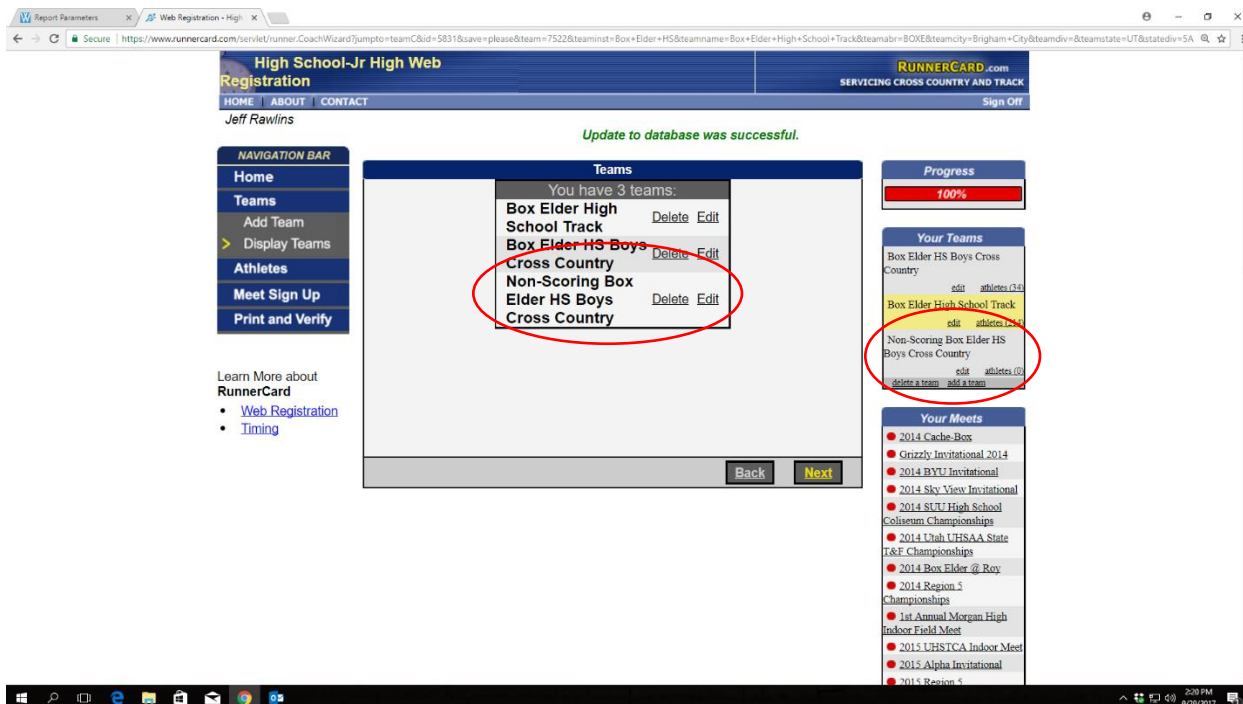 Report Parameters
Web Registration - High
Secure | https://www.runnercard.com/servlet/runner.CoachWizard?jumpto=teamC&id=5831&save=please&team=7522&teaminst=Box+Elder+HS&teamname=Box+Elder+High+School+Track&teamabr=BOXE&teamcity=Brigham+City&teamdiv=&teamstate=UT&statediv=5A
High School-Jr High Web
Registration
RUNNERCARD.com
SERVICING CROSS COUNTRY AND TRACK
HOME | ABOUT | CONTACT
Sign Off
Jeff Rawlins
Update to database was successful.
NAVIGATION BAR
Home
Teams
Add Team
> Display Teams
Athletes
Meet Sign Up
Print and Verify
Learn More about
RunnerCard
• Web Registration
• Timing
Teams
You have 3 teams:
Box Elder High
School Track
Delete Edit
Box Elder HS Boys
Cross Country
Delete Edit
Non-Scoring Box
Elder HS Boys
Cross Country
Delete Edit
Back Next
Progress
100%
Your Teams
Box Elder HS Boys Cross
Country
edit athletes (34)
Box Elder High School Track
edit athletes (214)
Non-Scoring Box Elder HS
Boys Cross Country
edit athletes (0)
delete a team add a team
Your Meets
2014 Cache-Box
Grizzly Invitational 2014
2014 BYU Invitational
2014 Sky View Invitational
2014 SUU High School
Coliseum Championships
2014 Utah UHSAA State
T&F Championships
2014 Box Elder @ Roy
2014 Region 5
Championships
1st Annual Morgan High
Indoor Field Meet
2015 UHSTCA Indoor Meet
2015 Alpha Invitational
2015 Region 5
2:20 PM
9/20/2017